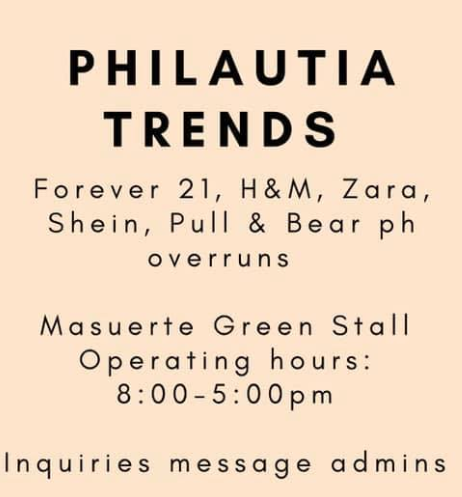 PHILAUTIA
TRENDS
Forever 21, H&M, Zara,
Shein, Pull & Bear ph
overruns
Masuerte Green Stall
Operating hours:
8:00-5:00pm
Inquiries message admins